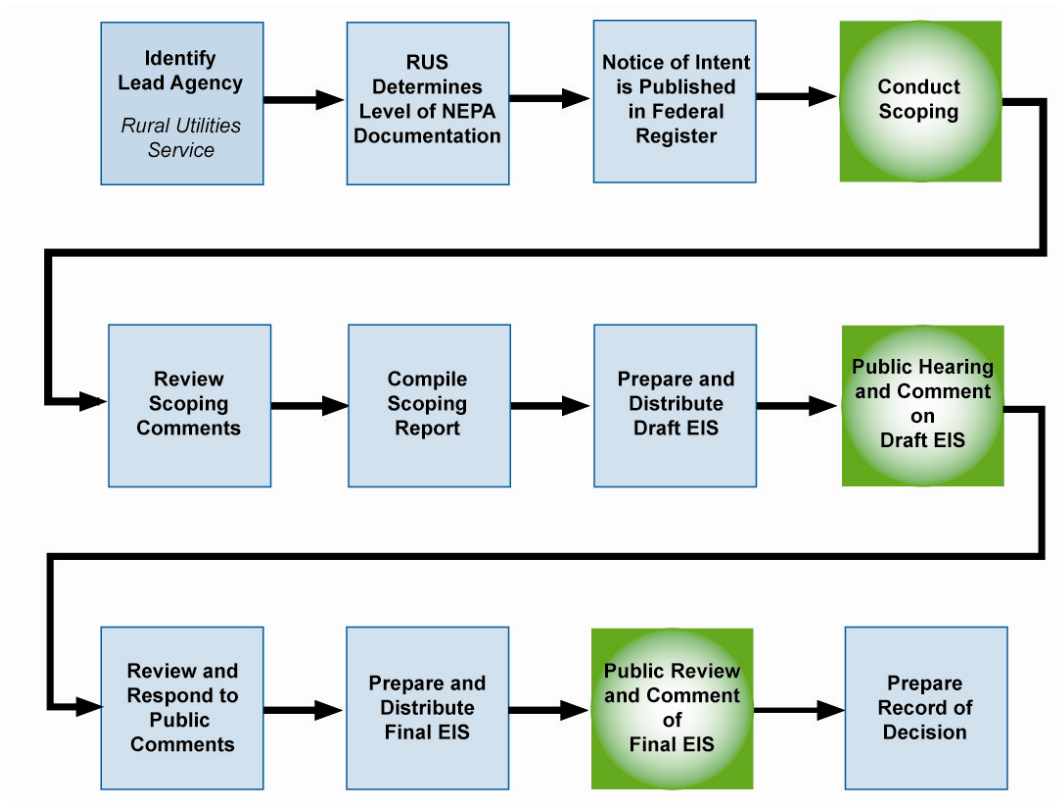 Identify
Lead Agency
Rural Utilities
Service
RUS
Determines
Level of NEPA
Documentation
Notice of Intent
is Published
in Federal
Register
Conduct
Scoping
Review
Scoping
Comments
Compile
Scoping
Report
Prepare and
Distribute
Draft EIS
Public Hearing
and Comment
on
Draft EIS
Review and
Respond to
Public
Comments
Prepare and
Distribute
Final EIS
Public Review
and Comment
of
Final EIS
Prepare
Record of
Decision